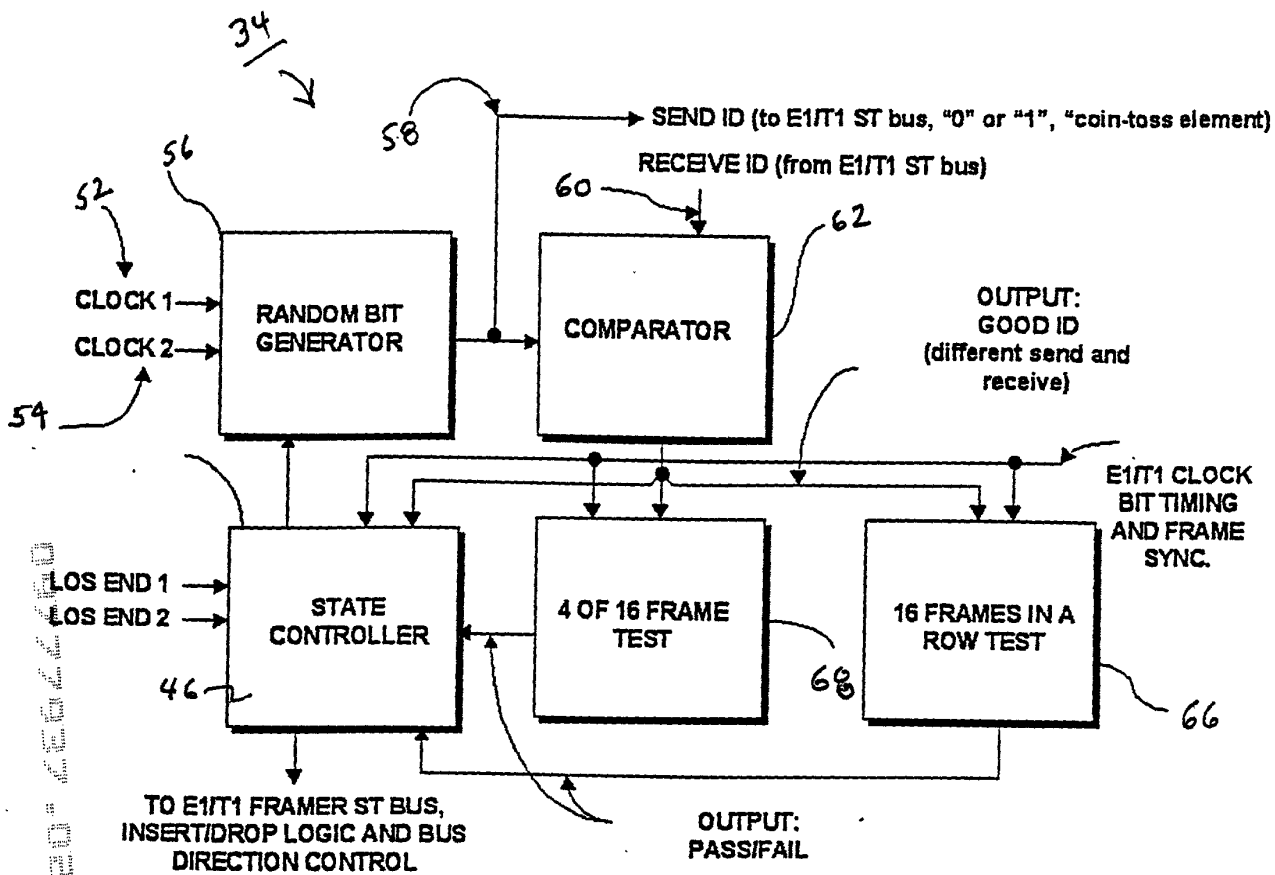 34
58
SEND ID (to E1/T1 ST bus, "0" or "1", "coin-toss element)
RECEIVE ID (from E1/T1 ST bus)
56
52
60
62
CLOCK 1
CLOCK 2
54
RANDOM BIT
GENERATOR
COMPARATOR
OUTPUT:
GOOD ID
(different send and
receive)
E1/T1 CLOCK
BIT TIMING
AND FRAME
SYNC.
LOS END 1
LOS END 2
STATE
CONTROLLER
46
4 OF 16 FRAME
TEST
68
16 FRAMES IN A
ROW TEST
66
TO E1/T1 FRAMER ST BUS,
INSERT/DROP LOGIC AND BUS
DIRECTION CONTROL
OUTPUT:
PASS/FAIL